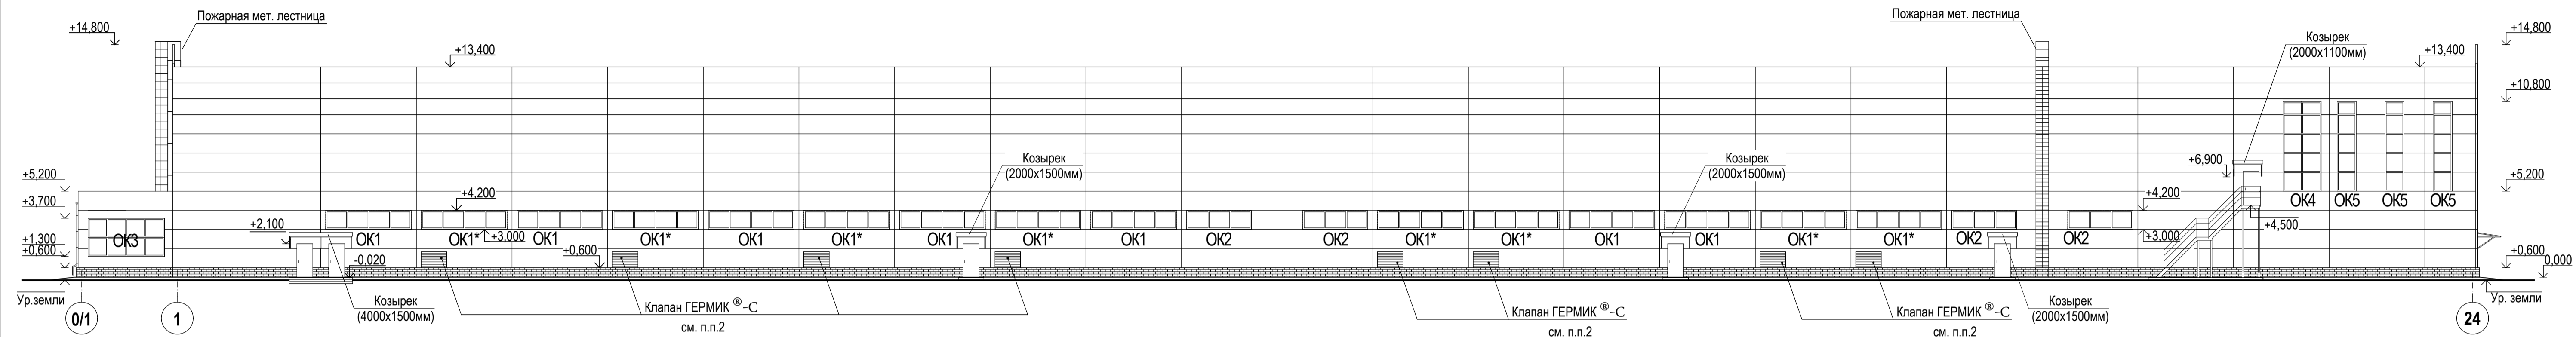 Пожарная мет. лестница
Пожарная мет. лестница
+14,800
+13,400
Козырек
(2000х1100мм)
+14,800
+13,400
+10,800
Козырек
(2000х1500мм)
Козырек
(2000х1500мм)
+6,900
+5,200
+5,200
+3,700
+4,200
+4,200
ОК4
ОК5
ОК5
ОК5
+2,100
+3,000
+4,500
+3,000
ОК3
ОК1
ОК1*
ОК1
ОК1*
ОК1
ОК1*
ОК1
ОК1*
ОК1
ОК2
ОК2
ОК1*
ОК1*
ОК1
ОК1
ОК1*
ОК1*
ОК2
ОК2
+1,300
+0,600
-0,020
+0,600
+0,600
0,000
Ур.земли
Ур. земли
0/1
1
24
Козырек
(4000х1500мм)
Клапан ГЕРМИК ®-С
см. п.п.2
Клапан ГЕРМИК ®-С
см. п.п.2
Клапан ГЕРМИК ®-С
см. п.п.2
Козырек
(2000х1500мм)